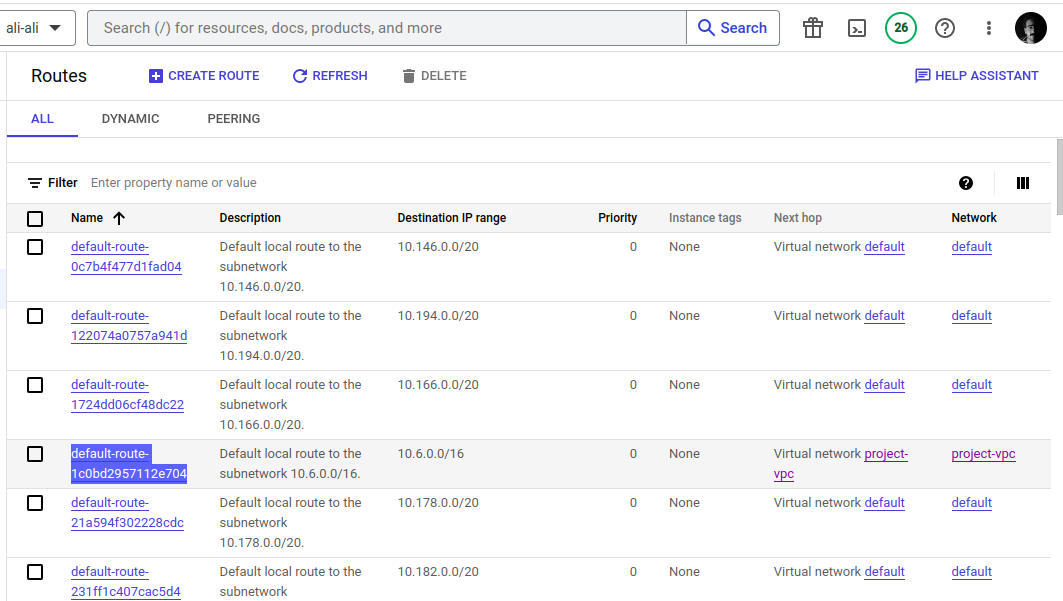 ali-ali
Search (/) for resources, docs, products, and more
Search
26
Routes
CREATE ROUTE
REFRESH
DELETE
HELP ASSISTANT
ALL
DYNAMIC
PEERING
Filter
Enter property name or value
Name Description Destination IP range Priority Instance tags Next hop Network
default-route- Default local route to the 10.146.0.0/20 0 None Virtual network default default
0c7b4f477d1fad04 subnetwork
10.146.0.0/20.
default-route- Default local route to the 10.194.0.0/20 0 None Virtual network default default
122074a0757a941d subnetwork
10.194.0.0/20.
default-route- Default local route to the 10.166.0.0/20 0 None Virtual network default default
1724dd06cf48dc22 subnetwork
10.166.0.0/20.
default-route- Default local route to the 10.6.0.0/16 0 None Virtual network project- project-vpc
1c0bd2957112e704 subnetwork 10.6.0.0/16. vpc
default-route- Default local route to the 10.178.0.0/20 0 None Virtual network default default
21a594f302228cdc subnetwork
10.178.0.0/20.
default-route- Default local route to the 10.182.0.0/20 0 None Virtual network default default
231ff1c407cac5d4 subnetwork